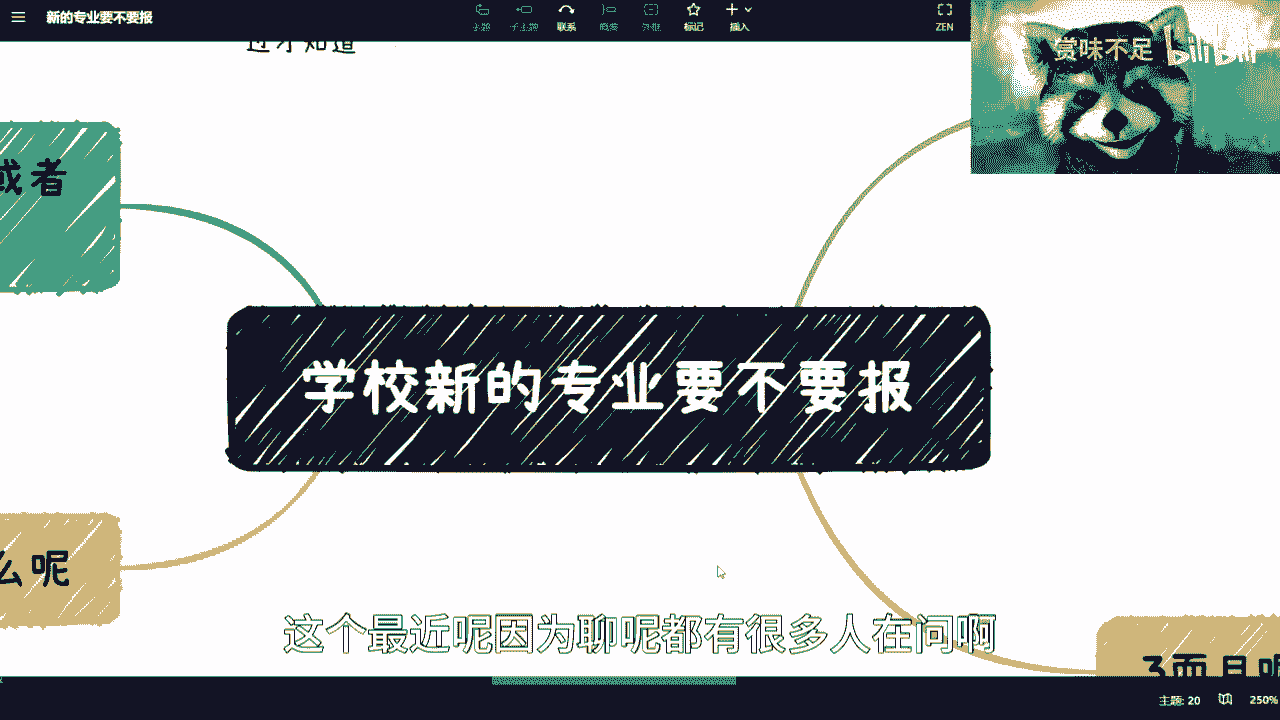 新的专业要不要报
主题
子主题
联系
概要
外框
标记
插入
ZEN
过才知道
赏味不足 bilibili
或者
学校新的专业要不要报
么呢
这个最近呢因为聊呢都有很多人在问啊
3而且呢
主题: 20
250%